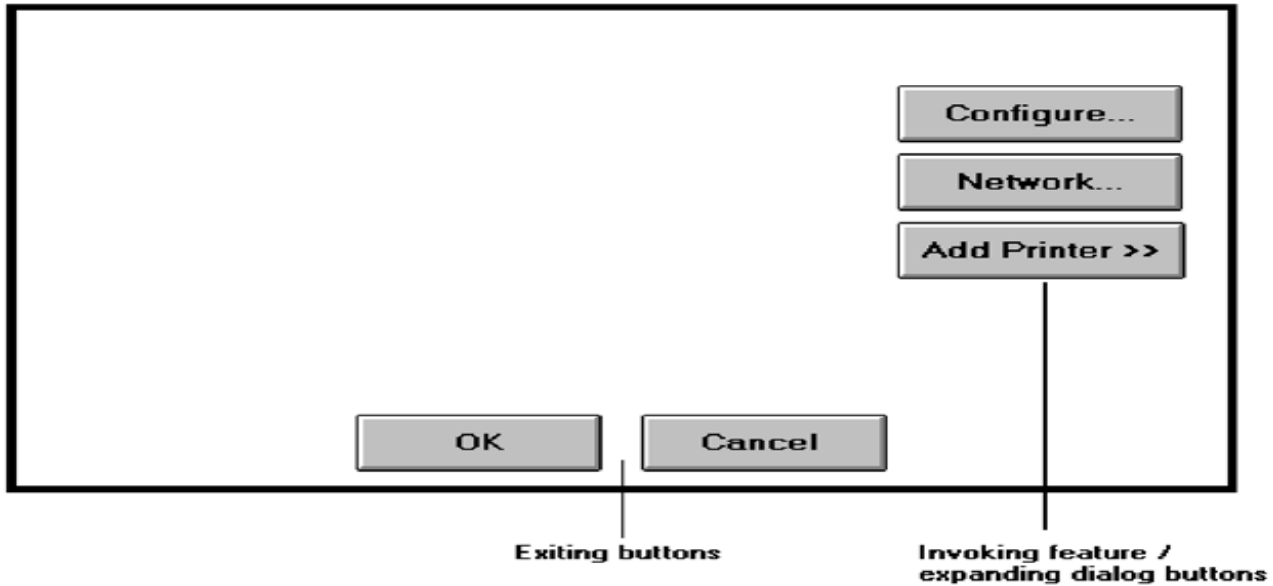 Configure...
Network...
Add Printer >>
OK
Cancel
Exiting buttons
Invoking feature /
expanding dialog buttons